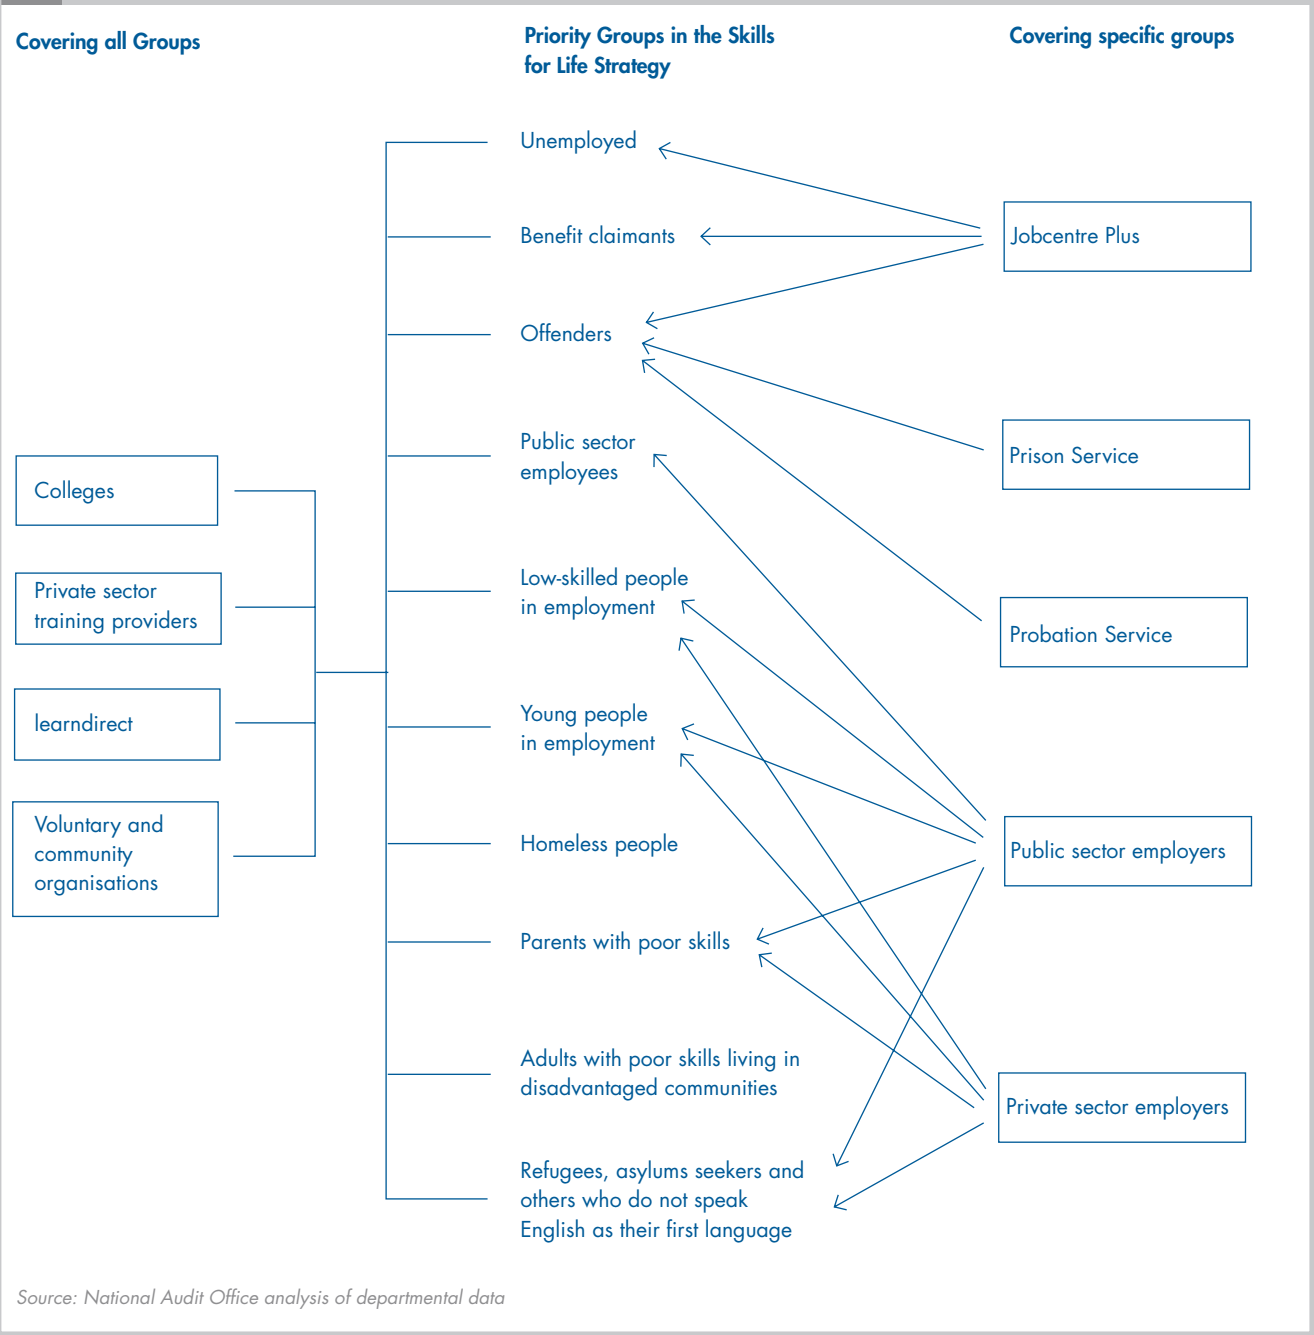 Covering all Groups
Priority Groups in the Skills
for Life Strategy
Covering specific groups
Unemployed
Benefit claimants
Offenders
Public sector
employees
Low-skilled people
in employment
Young people
in employment
Homeless people
Parents with poor skills
Adults with poor skills living in
disadvantaged communities
Refugees, asylums seekers and
others who do not speak
English as their first language
Colleges
Private sector
training providers
learndirect
Voluntary and
community
organisations
Jobcentre Plus
Prison Service
Probation Service
Public sector employers
Private sector employers
Source: National Audit Office analysis of departmental data